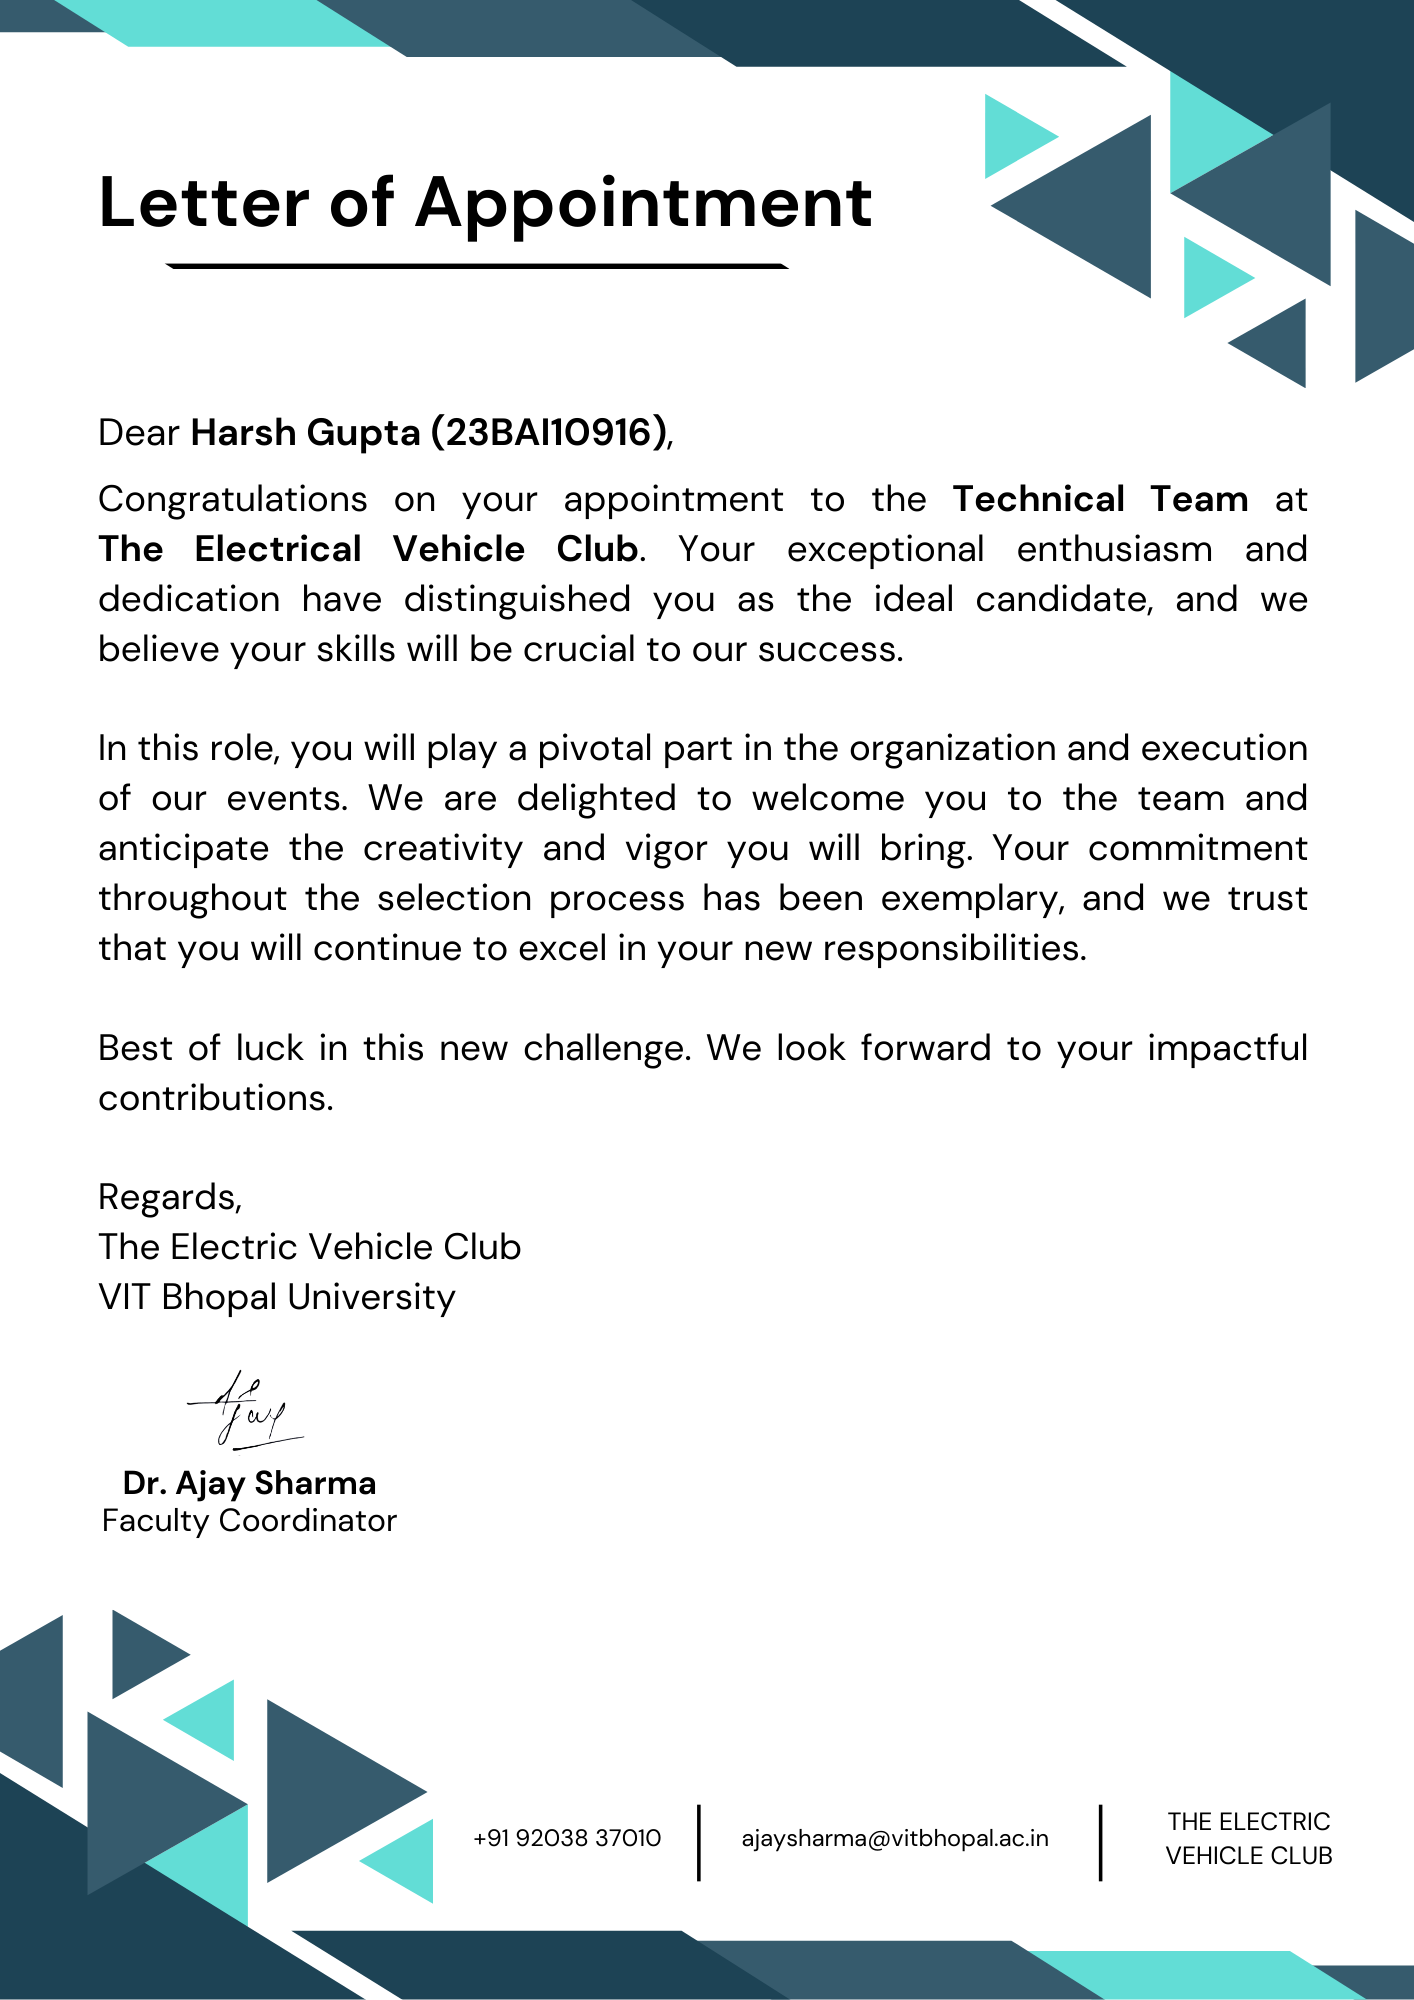 Letter of Appointment
Dear Harsh Gupta (23BAI10916),
Congratulations on your appointment to the Technical Team at
The Electrical Vehicle Club. Your exceptional enthusiasm and
dedication have distinguished you as the ideal candidate, and we
believe your skills will be crucial to our success.
In this role, you will play a pivotal part in the organization and execution
of our events. We are delighted to welcome you to the team and
anticipate the creativity and vigor you will bring. Your commitment
throughout the selection process has been exemplary, and we trust
that you will continue to excel in your new responsibilities.
Best of luck in this new challenge. We look forward to your impactful
contributions.
Regards,
The Electric Vehicle Club
VIT Bhopal University
Dr. Ajay Sharma
Faculty Coordinator
+91 92038 37010
ajaysharma@vitbhopal.ac.in
THE ELECTRIC
VEHICLE CLUB